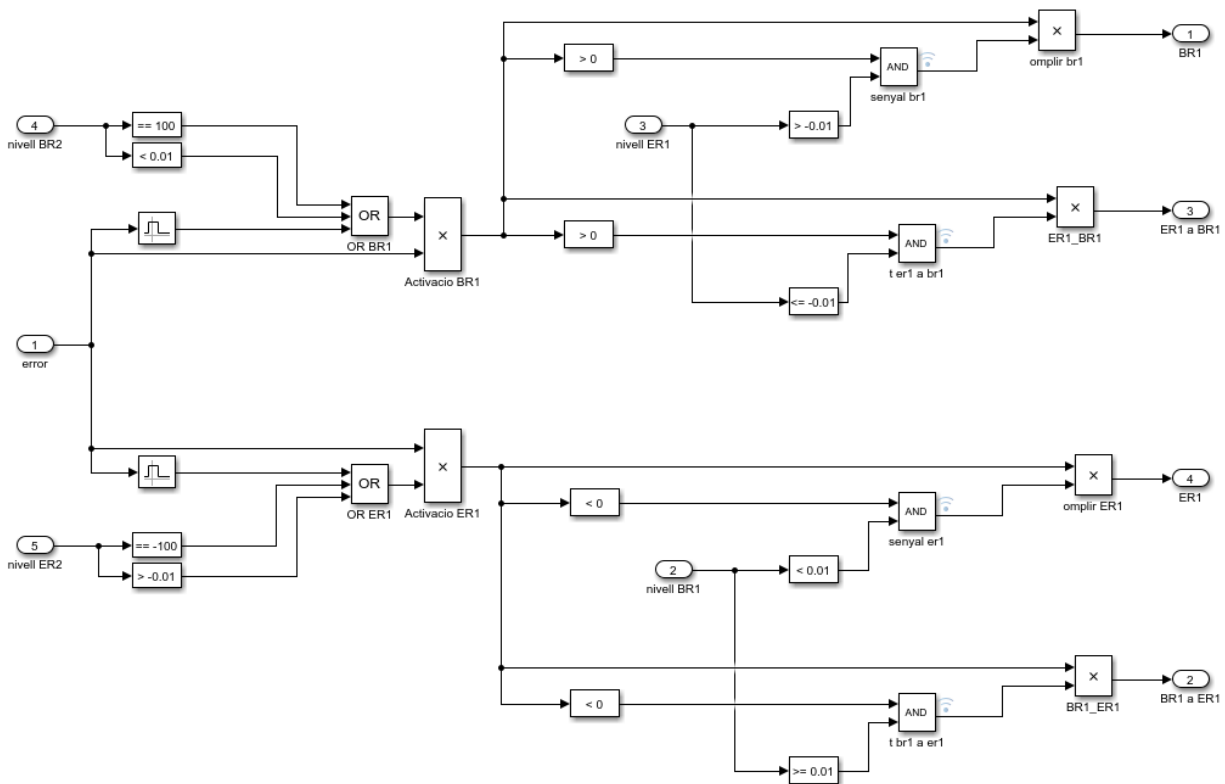 ×
omplir br1
1
BR1
> 0
AND
senyal br1
4
nivell BR2
== 100
< 0.01
3
nivell ER1
> -0.01
OR
OR BR1
×
Activacio BR1
×
ER1_BR1
3
ER1 a BR1
> 0
AND
t er1 a br1
<= -0.01
1
error
×
Activacio ER1
OR
OR ER1
×
omplir ER1
4
ER1
< 0
AND
senyal er1
5
nivell ER2
== -100
> -0.01
2
nivell BR1
< 0.01
×
BR1_ER1
2
BR1 a ER1
< 0
AND
t br1 a er1
>= 0.01